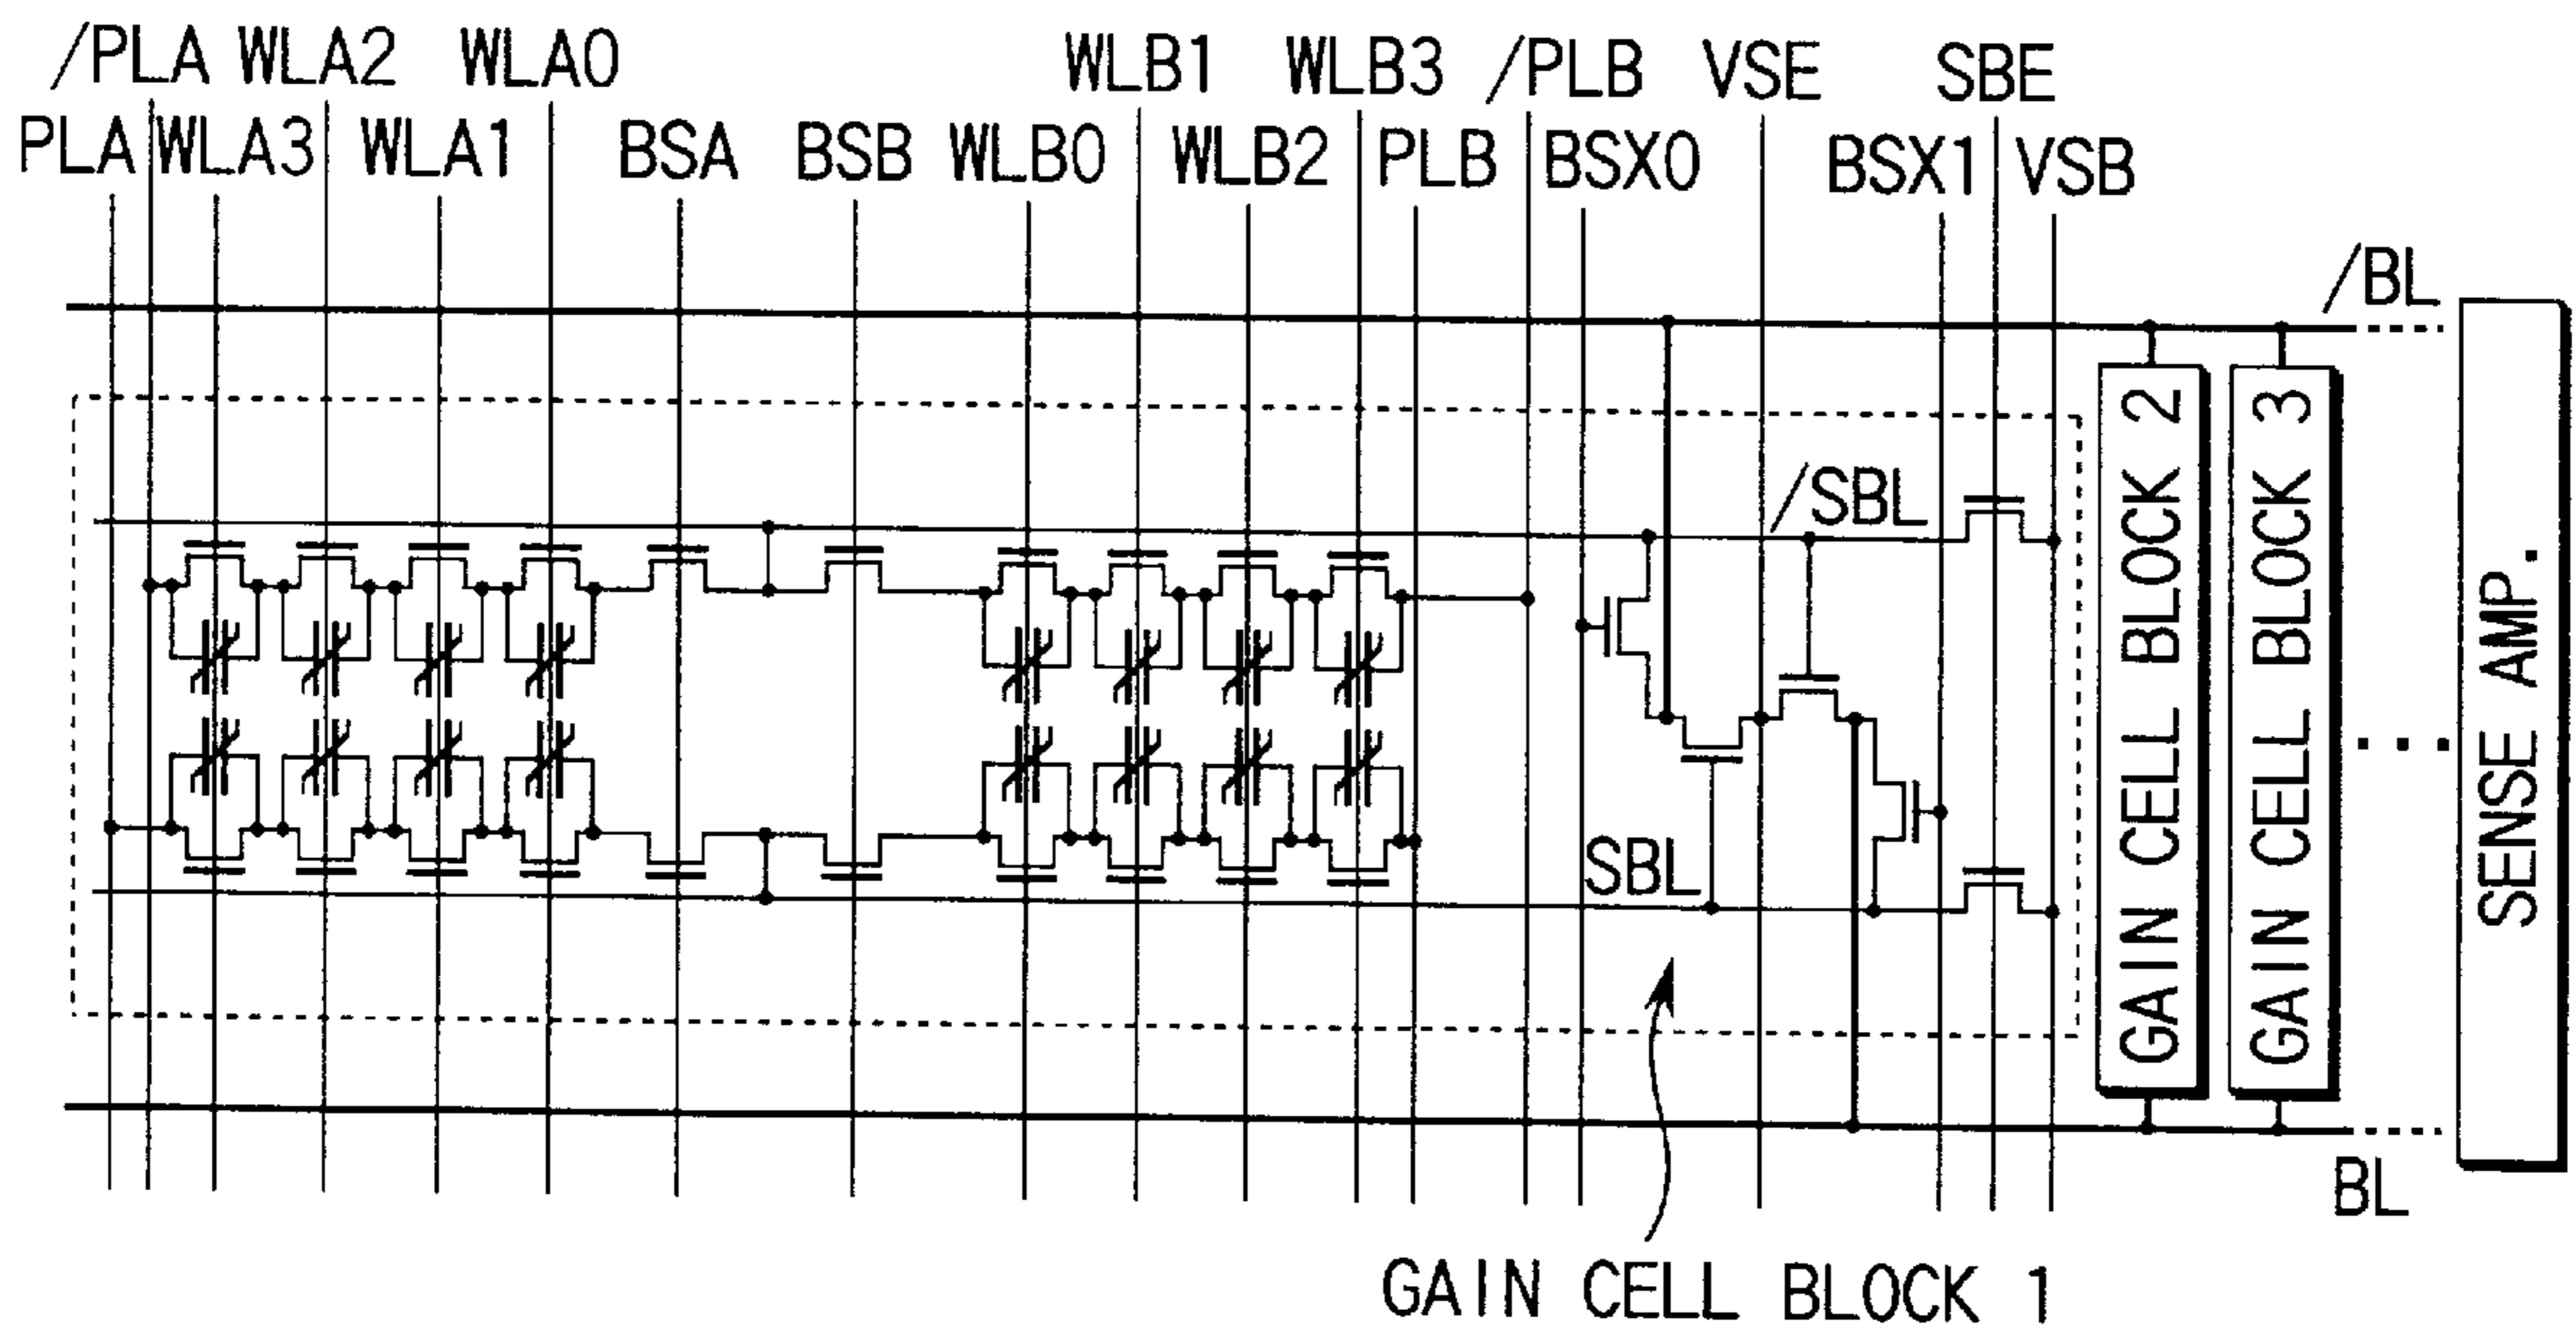 /PLA WLA2 WLA0 WLB1 WLB3 /PLB VSE SBE
PLA WLA3 WLA1 BSA BSB WLB0 WLB2 PLB BSX0 BSX1 VSB
/BL
/SBL
SBL
GAIN CELL BLOCK 2
GAIN CELL BLOCK 3
...
SENSE AMP.
BL
GAIN CELL BLOCK 1